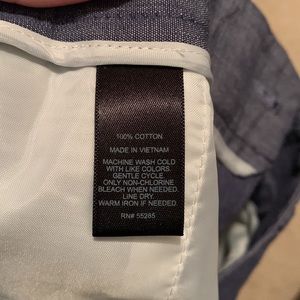 100% COTTON
MADE IN VIETNAM
MACHINE WASH COLD
WITH LIKE COLORS.
GENTLE CYCLE.
ONLY NON-CHLORINE
BLEACH WHEN NEEDED.
LINE DRY.
WARM IRON IF NEEDED.
RN# 55285